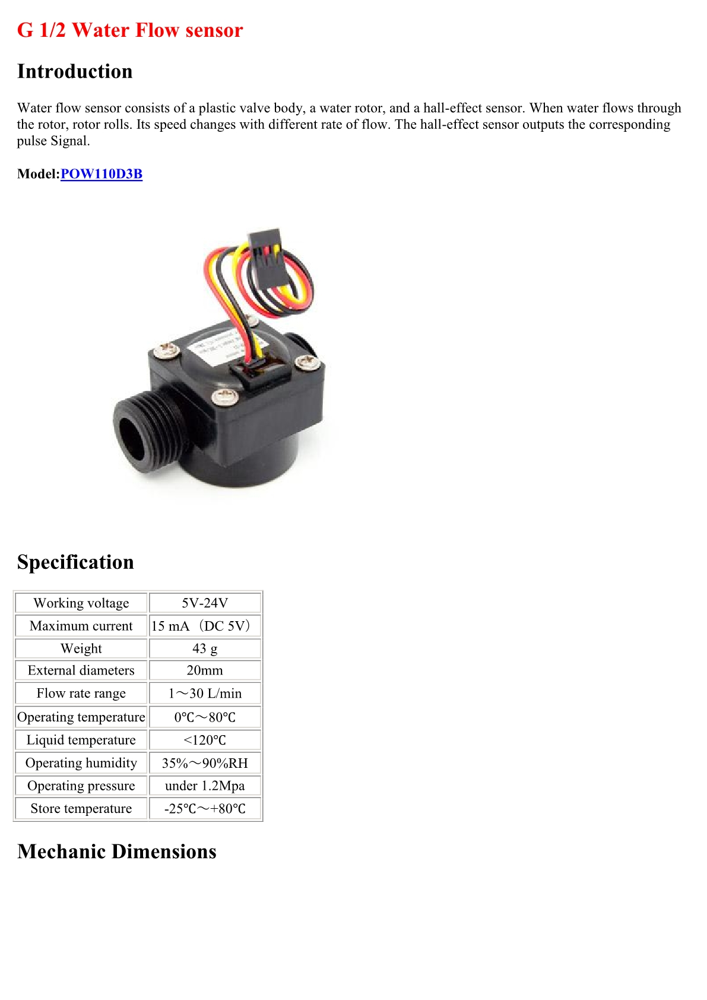 G 1/2 Water Flow sensor
Introduction
Water flow sensor consists of a plastic valve body, a water rotor, and a hall-effect sensor. When water flows through
the rotor, rotor rolls. Its speed changes with different rate of flow. The hall-effect sensor outputs the corresponding
pulse Signal.
Model:POW110D3B
Specification
Working voltage 5V-24V
Maximum current 15 mA（DC 5V）
Weight 43 g
External diameters 20mm
Flow rate range 1～30 L/min
Operating temperature 0℃～80℃
Liquid temperature <120℃
Operating humidity 35%～90%RH
Operating pressure under 1.2Mpa
Store temperature -25℃～+80℃
Mechanic Dimensions